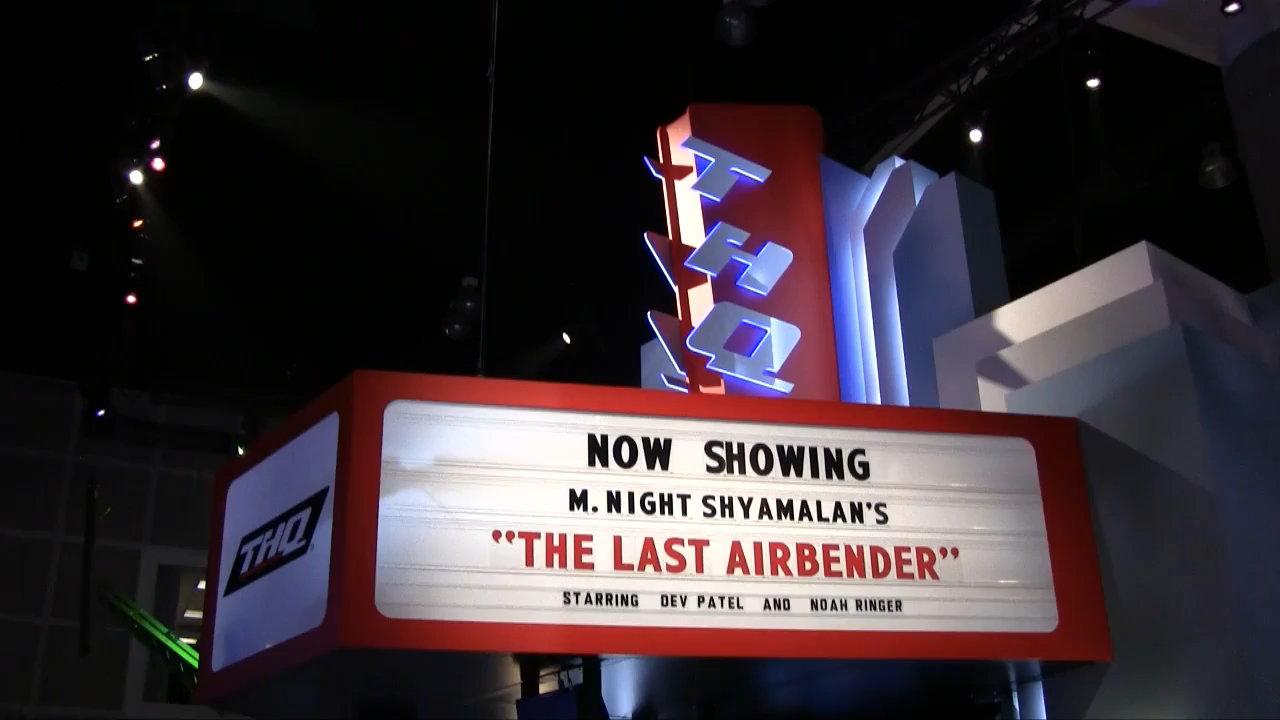 THQ
NOW SHOWING
M. NIGHT SHYAMALAN'S
"THE LAST AIRBENDER"
STARRING DEV PATEL AND NOAH RINGER
THQ